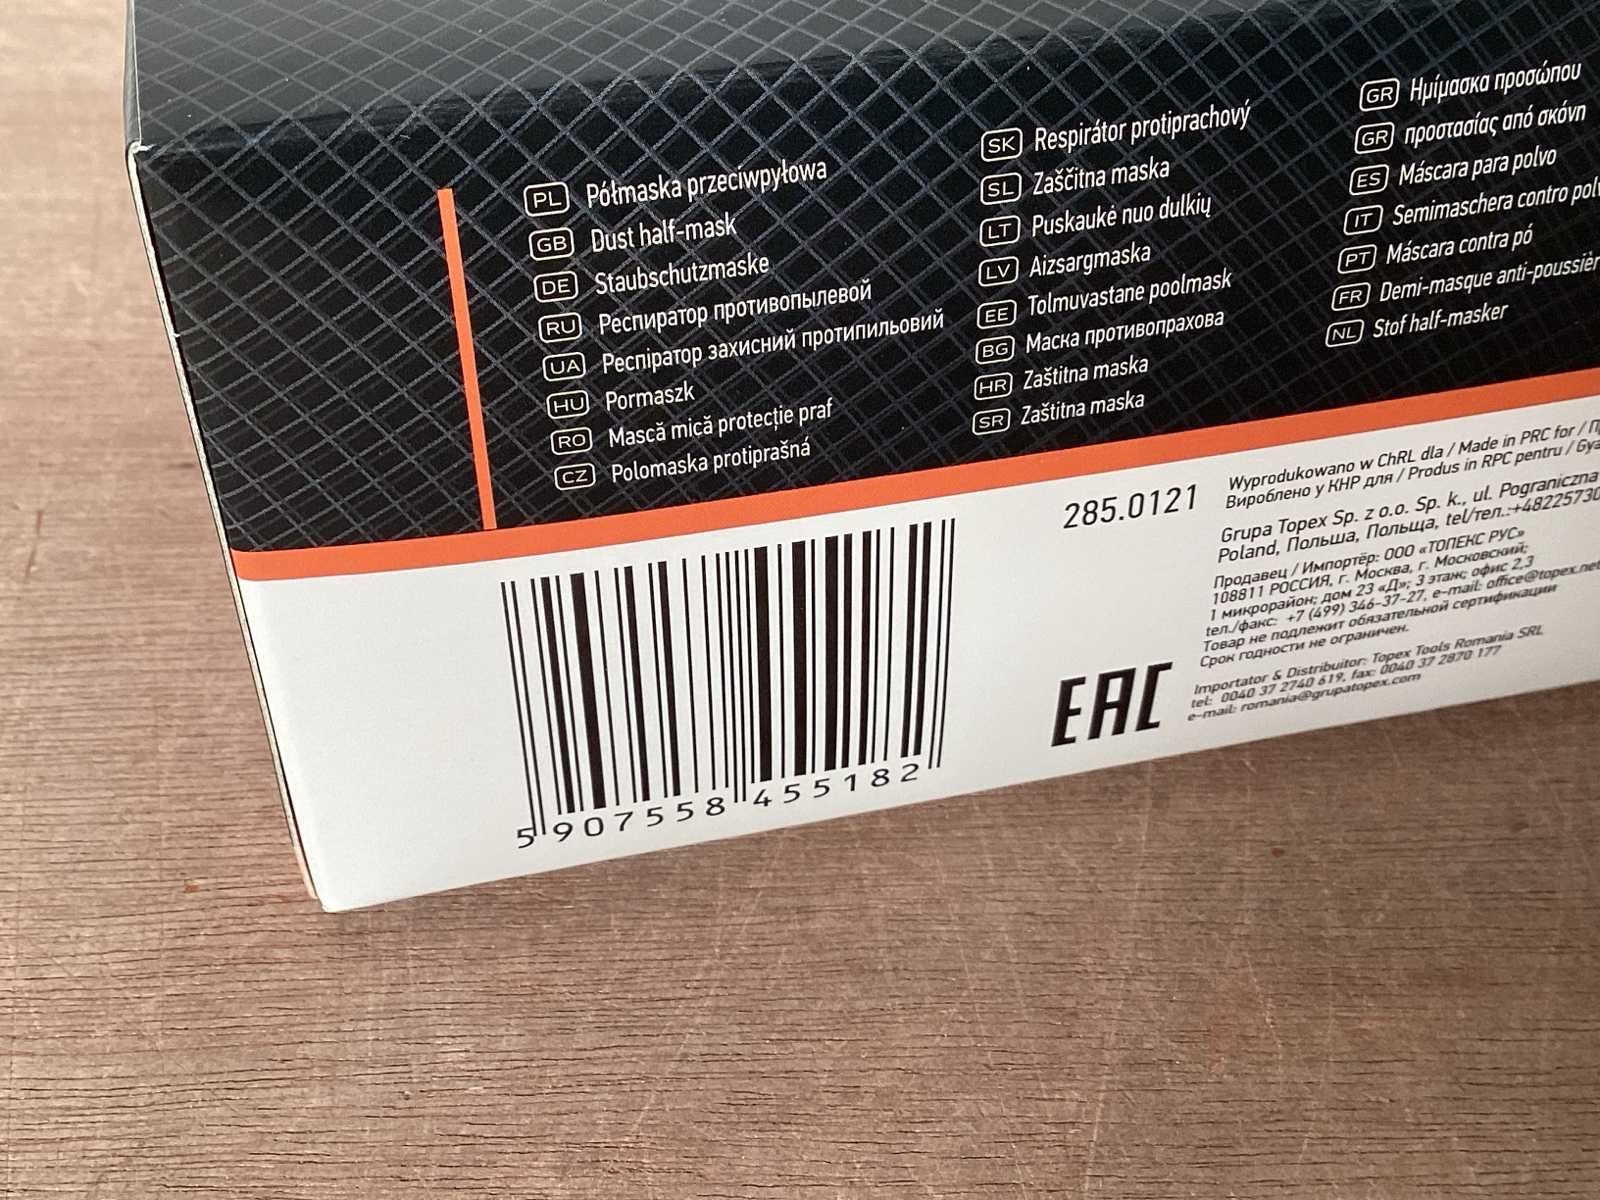 PL Półmaska przeciwpyłowa
GB Dust half-mask
DE Staubschutzmaske
RU Респиратор противопылевой
UA Респіратор захисний протипильовий
HU Pormaszk
RO Mască mică protecție praf
CZ Polomaska protiprašná
SK Respirátor protiprachový
SL Zaščitna maska
LT Puskaukė nuo dulkių
LV Aizsargmaska
EE Tolmuvastane poolmask
BG Маска противопрахова
HR Zaštitna maska
SR Zaštitna maska
GR Ημίμασκα προσώπου
GR προστασίας από σκόνη
ES Máscara para polvo
IT Semimaschera contro
PT Máscara contra pó
FR Demi-masque
NL Stof half-masker
5 907558 455182
285.0121
EAC
Wyprodukowano w ChRL dla / Made in PRC for /
Вироблено у КНР для / Produs in RPC pentru /
Grupa Topex Sp. z o.o. Sp. k., ul. Pograniczna
Poland, Polьша, Польща, tel/тел.:+48225730
Продавец / Импортёр: ООО «ТОПЕКС РУС»
108811 РОССИЯ, г. Москва, г. Московский;
1 микрорайон; дом 23 «Д»; 3 этаж; офис 2,3
тел./факс: +7 (499) 346-37-27, e-mail: office@topex.net
Товар не подлежит обязательной сертификации
Срок годности не ограничен.
Importator & Distribuitor: Topex Tools Romania SRL
tel: 0040 37 2740 619, fax: 0040 37 2870 177
e-mail: romania@grupatopex.com